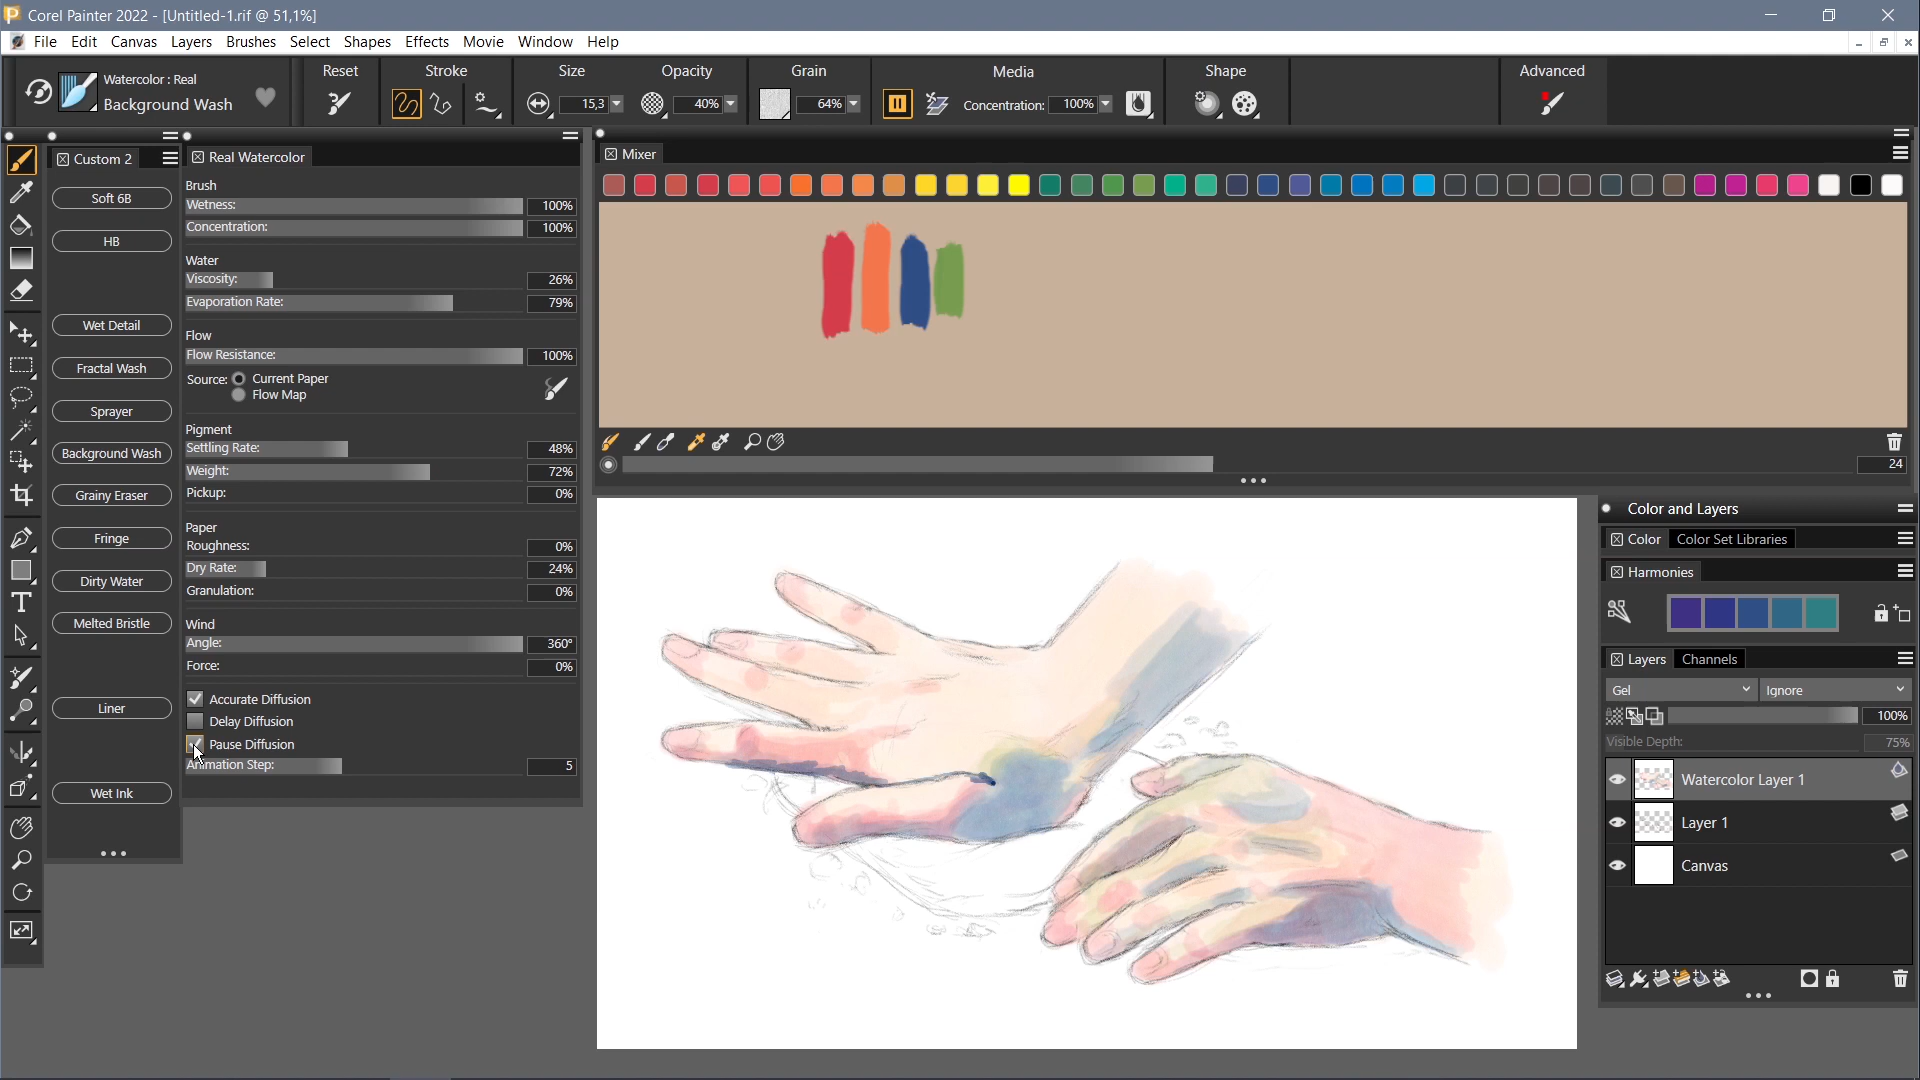 Corel Painter 2022 - [Untitled-1.rif @ 51,1%]
File Edit Canvas Layers Brushes Select Shapes Effects Movie Window Help
Watercolor : Real
Background Wash
Reset
Stroke
Size
15,3
Opacity
40%
Grain
64%
Media
Concentration: 100%
Shape
Advanced
Custom 2
Soft 6B
HB
Wet Detail
Fractal Wash
Sprayer
Background Wash
Grainy Eraser
Fringe
Dirty Water
Melted Bristle
Liner
Wet Ink
Real Watercolor
Brush
Wetness: 100%
Concentration: 100%
Water
Viscosity: 26%
Evaporation Rate: 79%
Flow
Flow Resistance: 100%
Source: Current Paper
Flow Map
Pigment
Settling Rate: 48%
Weight: 72%
Pickup: 0%
Paper
Roughness: 0%
Dry Rate: 24%
Granulation: 0%
Wind
Angle: 360°
Force: 0%
Accurate Diffusion
Delay Diffusion
Pause Diffusion
Animation Step: 5
Mixer
24
Color and Layers
Color Color Set Libraries
Harmonies
Layers Channels
Gel Ignore
100%
Visible Depth: 75%
Watercolor Layer 1
Layer 1
Canvas